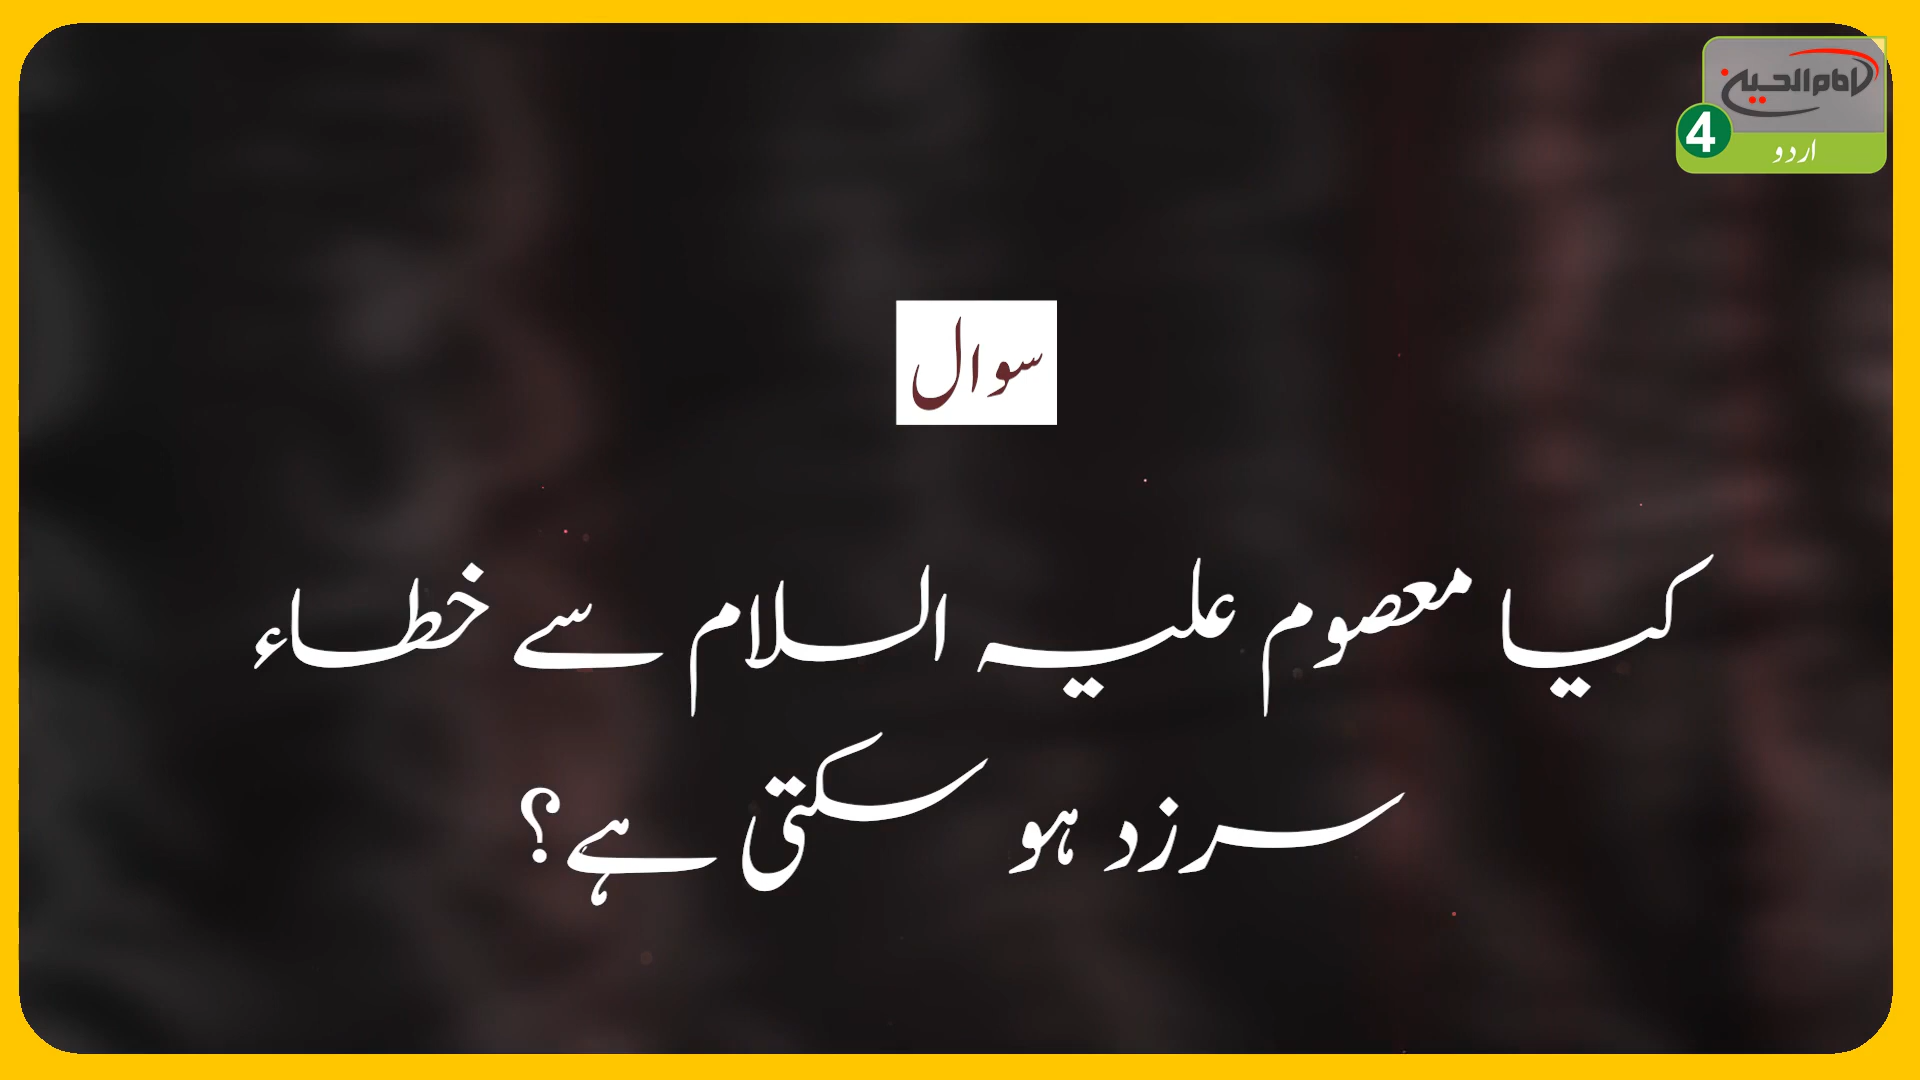 امام الحسین
4
اردو
سوال
کیا معصوم علیہ السلام سے خطاء
سرزد ہو سکتی ہے؟